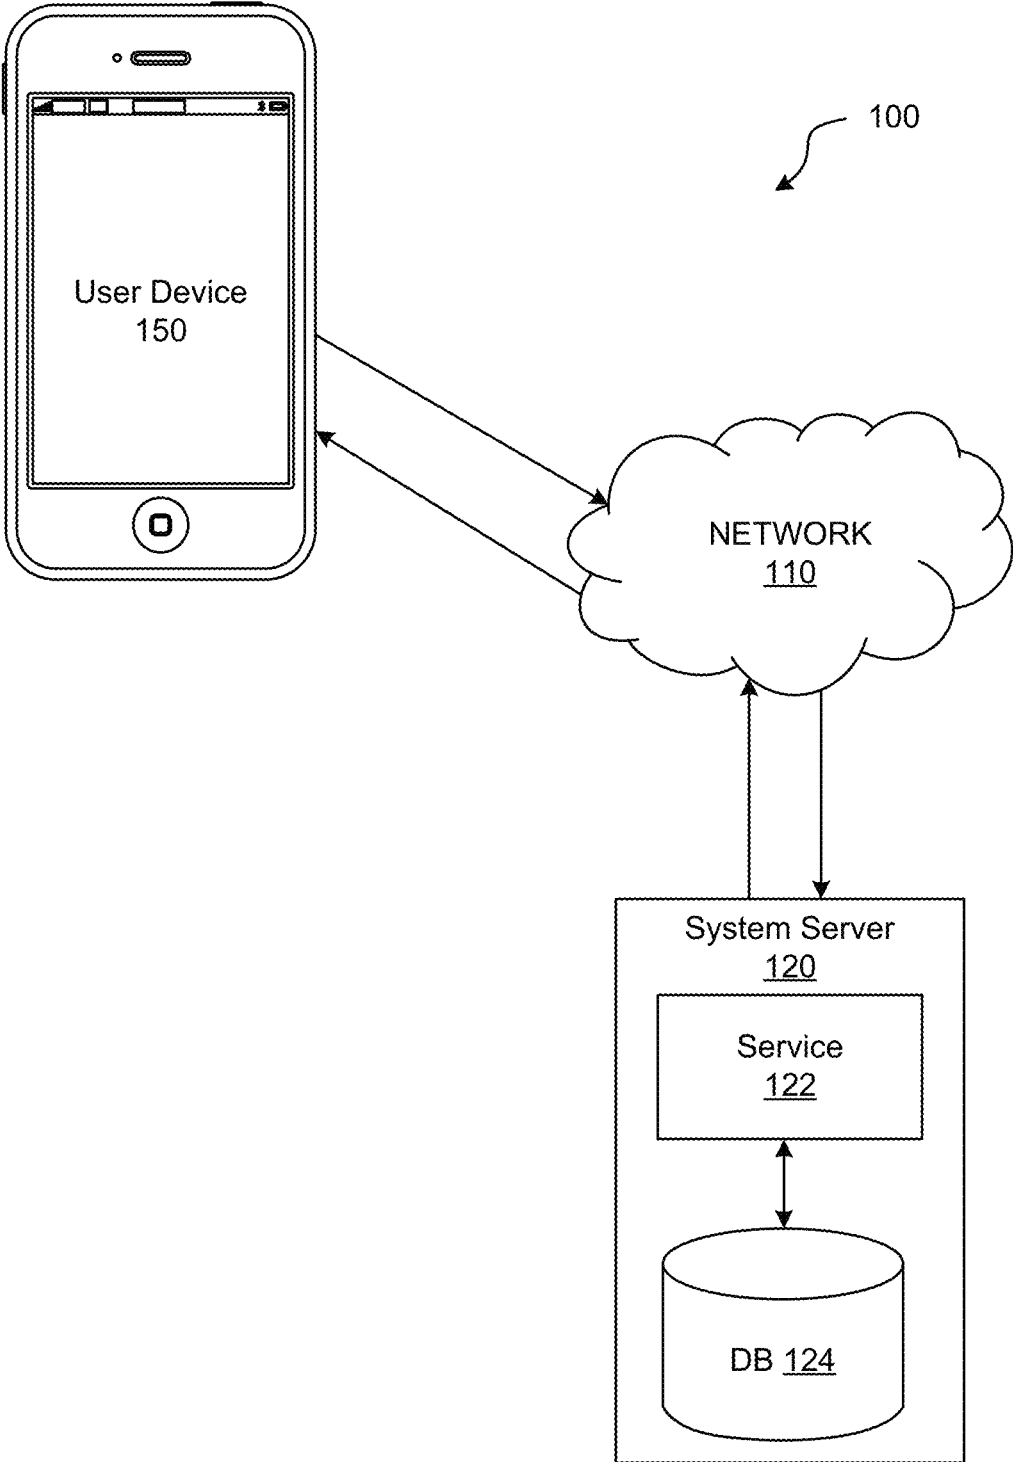 100
User Device
150
NETWORK
110
System Server
120
Service
122
DB 124